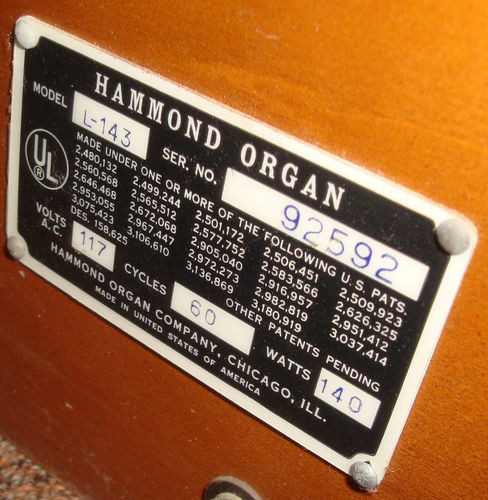 HAMMOND ORGAN
MODEL L-143 SER. NO. 92592
MADE UNDER ONE OR MORE OF THE FOLLOWING U.S. PATS.
2,480,132 2,499,244 2,501,172 2,506,451 2,509,923
2,560,568 2,565,512 2,577,752 2,583,566 2,626,325
2,646,468 2,672,068 2,905,040 2,916,957 2,951,412
2,953,055 2,967,447 2,972,273 2,982,819 3,037,414
3,075,423 3,106,610 3,136,869 3,180,919
DES. 158,625 OTHER PATENTS PENDING
UL ®
VOLTS A.C. 117 CYCLES 60 WATTS 140
HAMMOND ORGAN COMPANY, CHICAGO, ILL.
MADE IN UNITED STATES OF AMERICA